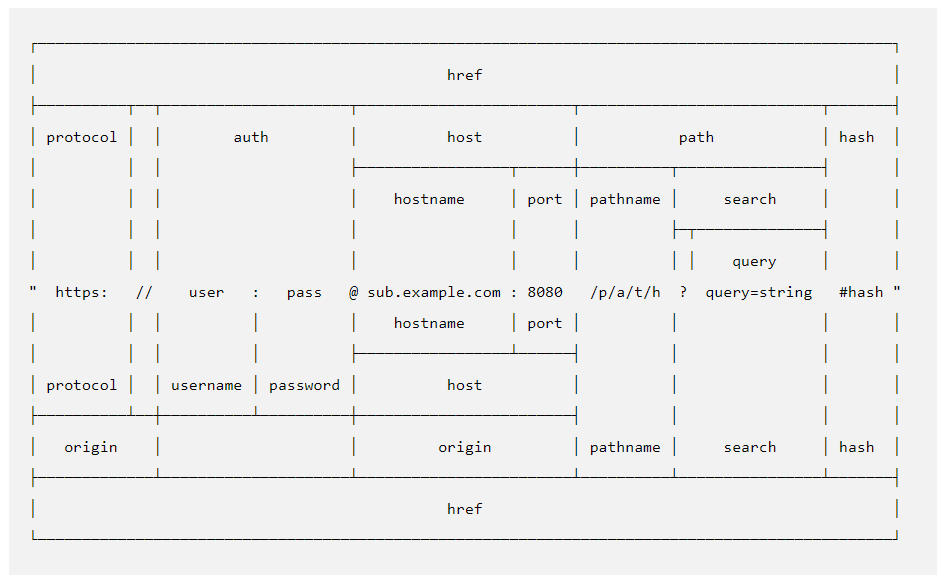 href
protocol auth host path hash
hostname port pathname search
query
" https: // user : pass @ sub.example.com : 8080 /p/a/t/h ? query=string #hash "
hostname port
protocol username password host
origin origin pathname search hash
href